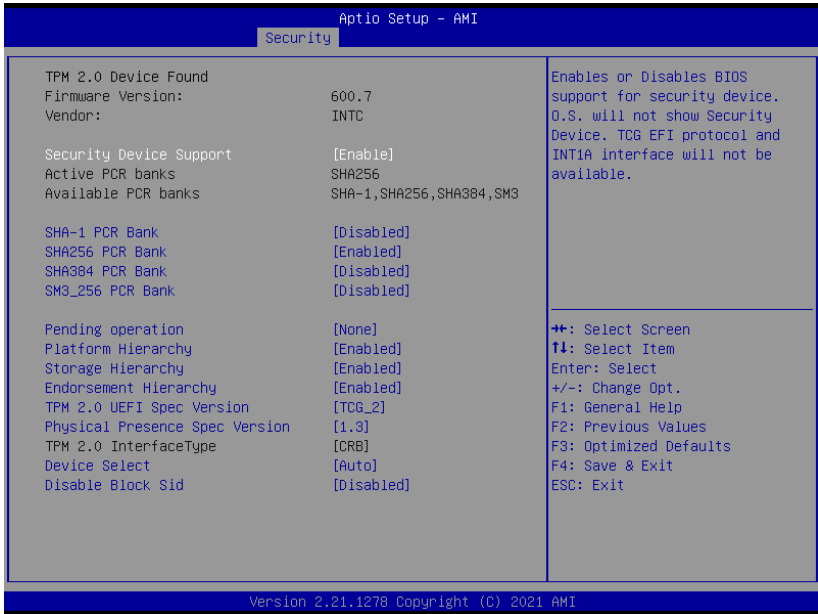 Aptio Setup - AMI
Security
TPM 2.0 Device Found
Firmware Version: 600.7
Vendor: INTC
Security Device Support [Enable]
Active PCR banks SHA256
Available PCR banks SHA-1,SHA256,SHA384,SM3
SHA-1 PCR Bank [Disabled]
SHA256 PCR Bank [Enabled]
SHA384 PCR Bank [Disabled]
SM3_256 PCR Bank [Disabled]
Pending operation [None]
Platform Hierarchy [Enabled]
Storage Hierarchy [Enabled]
Endorsement Hierarchy [Enabled]
TPM 2.0 UEFI Spec Version [TCG_2]
Physical Presence Spec Version [1.3]
TPM 2.0 InterfaceType [CRB]
Device Select [Auto]
Disable Block Sid [Disabled]
Enables or Disables BIOS
support for security device.
O.S. will not show Security
Device. TCG EFI protocol and
INT1A interface will not be
available.
→←: Select Screen
↑↓: Select Item
Enter: Select
+/-: Change Opt.
F1: General Help
F2: Previous Values
F3: Optimized Defaults
F4: Save & Exit
ESC: Exit
Version 2.21.1278 Copyright (C) 2021 AMI